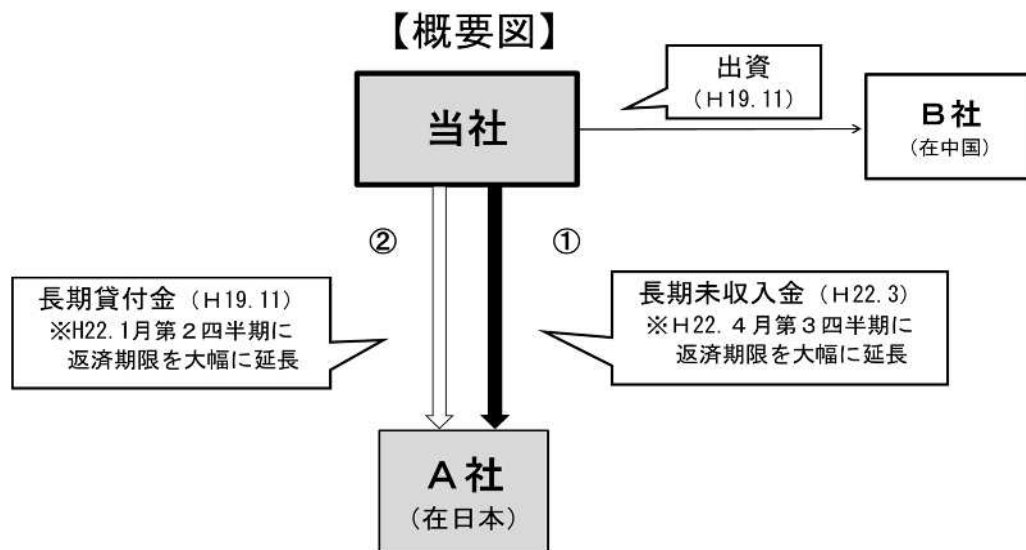 【概要図】
出資
(H19.11)
当社
B社
(在中国)
②
①
長期貸付金 (H19.11)
※H22.1月第2四半期に
返済期限を大幅に延長
長期未収入金 (H22.3)
※H22.4月第3四半期に
返済期限を大幅に延長
A社
(在日本)